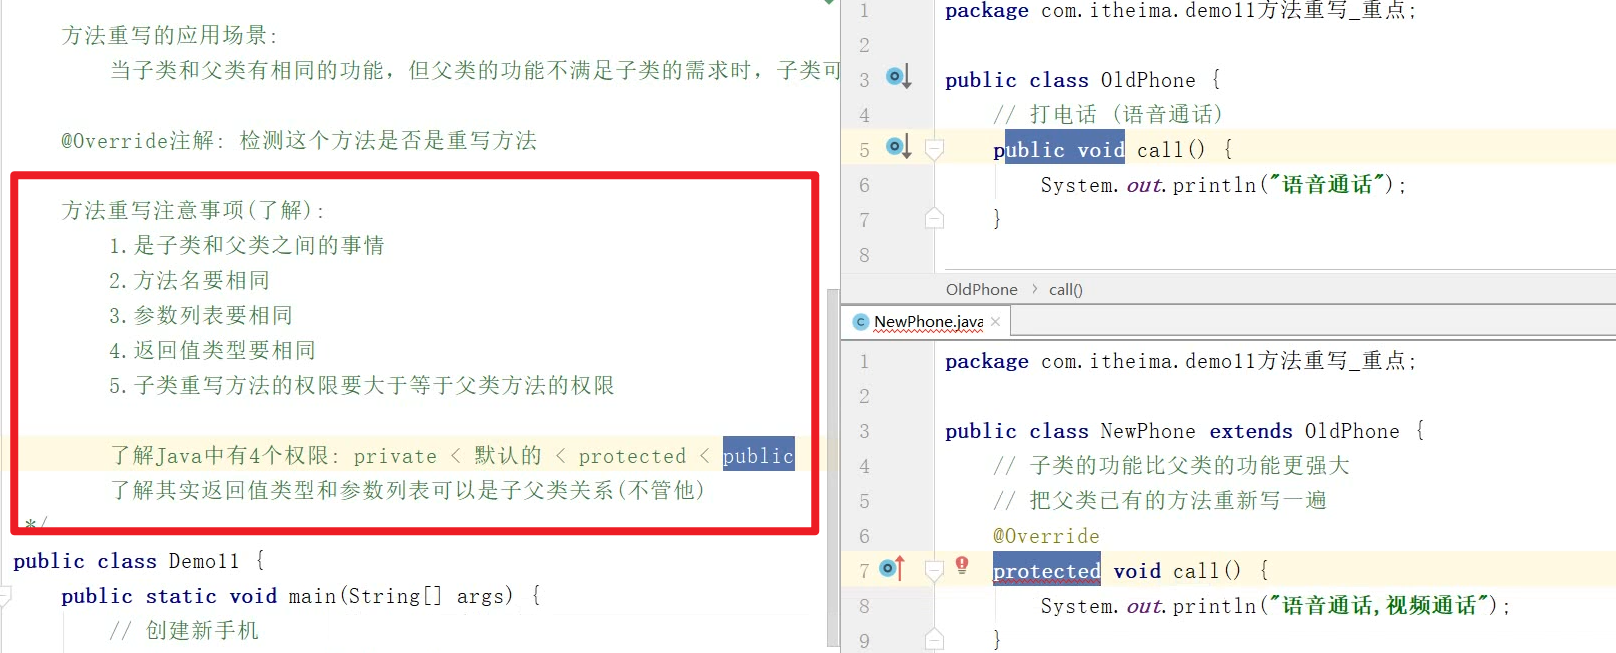 方法重写的应用场景:
当子类和父类有相同的功能，但父类的功能不满足子类的需求时，子类可
@Override注解: 检测这个方法是否是重写方法
方法重写注意事项(了解):
1.是子类和父类之间的事情
2.方法名要相同
3.参数列表要相同
4.返回值类型要相同
5.子类重写方法的权限要大于等于父类方法的权限
了解Java中有4个权限: private < 默认的 < protected < public
了解其实返回值类型和参数列表可以是子父类关系(不管他)
*/
public class Demo11 {
public static void main(String[] args) {
// 创建新手机
1 package com.itheima.demo11方法重写_重点;
2
3 public class OldPhone {
4 // 打电话 (语音通话)
5 public void call() {
6 System.out.println("语音通话");
7 }
8
OldPhone > call()
NewPhone.java
1 package com.itheima.demo11方法重写_重点;
2
3 public class NewPhone extends OldPhone {
4 // 子类的功能比父类的功能更强大
5 // 把父类已有的方法重新写一遍
6 @Override
7 protected void call() {
8 System.out.println("语音通话,视频通话");
9 }